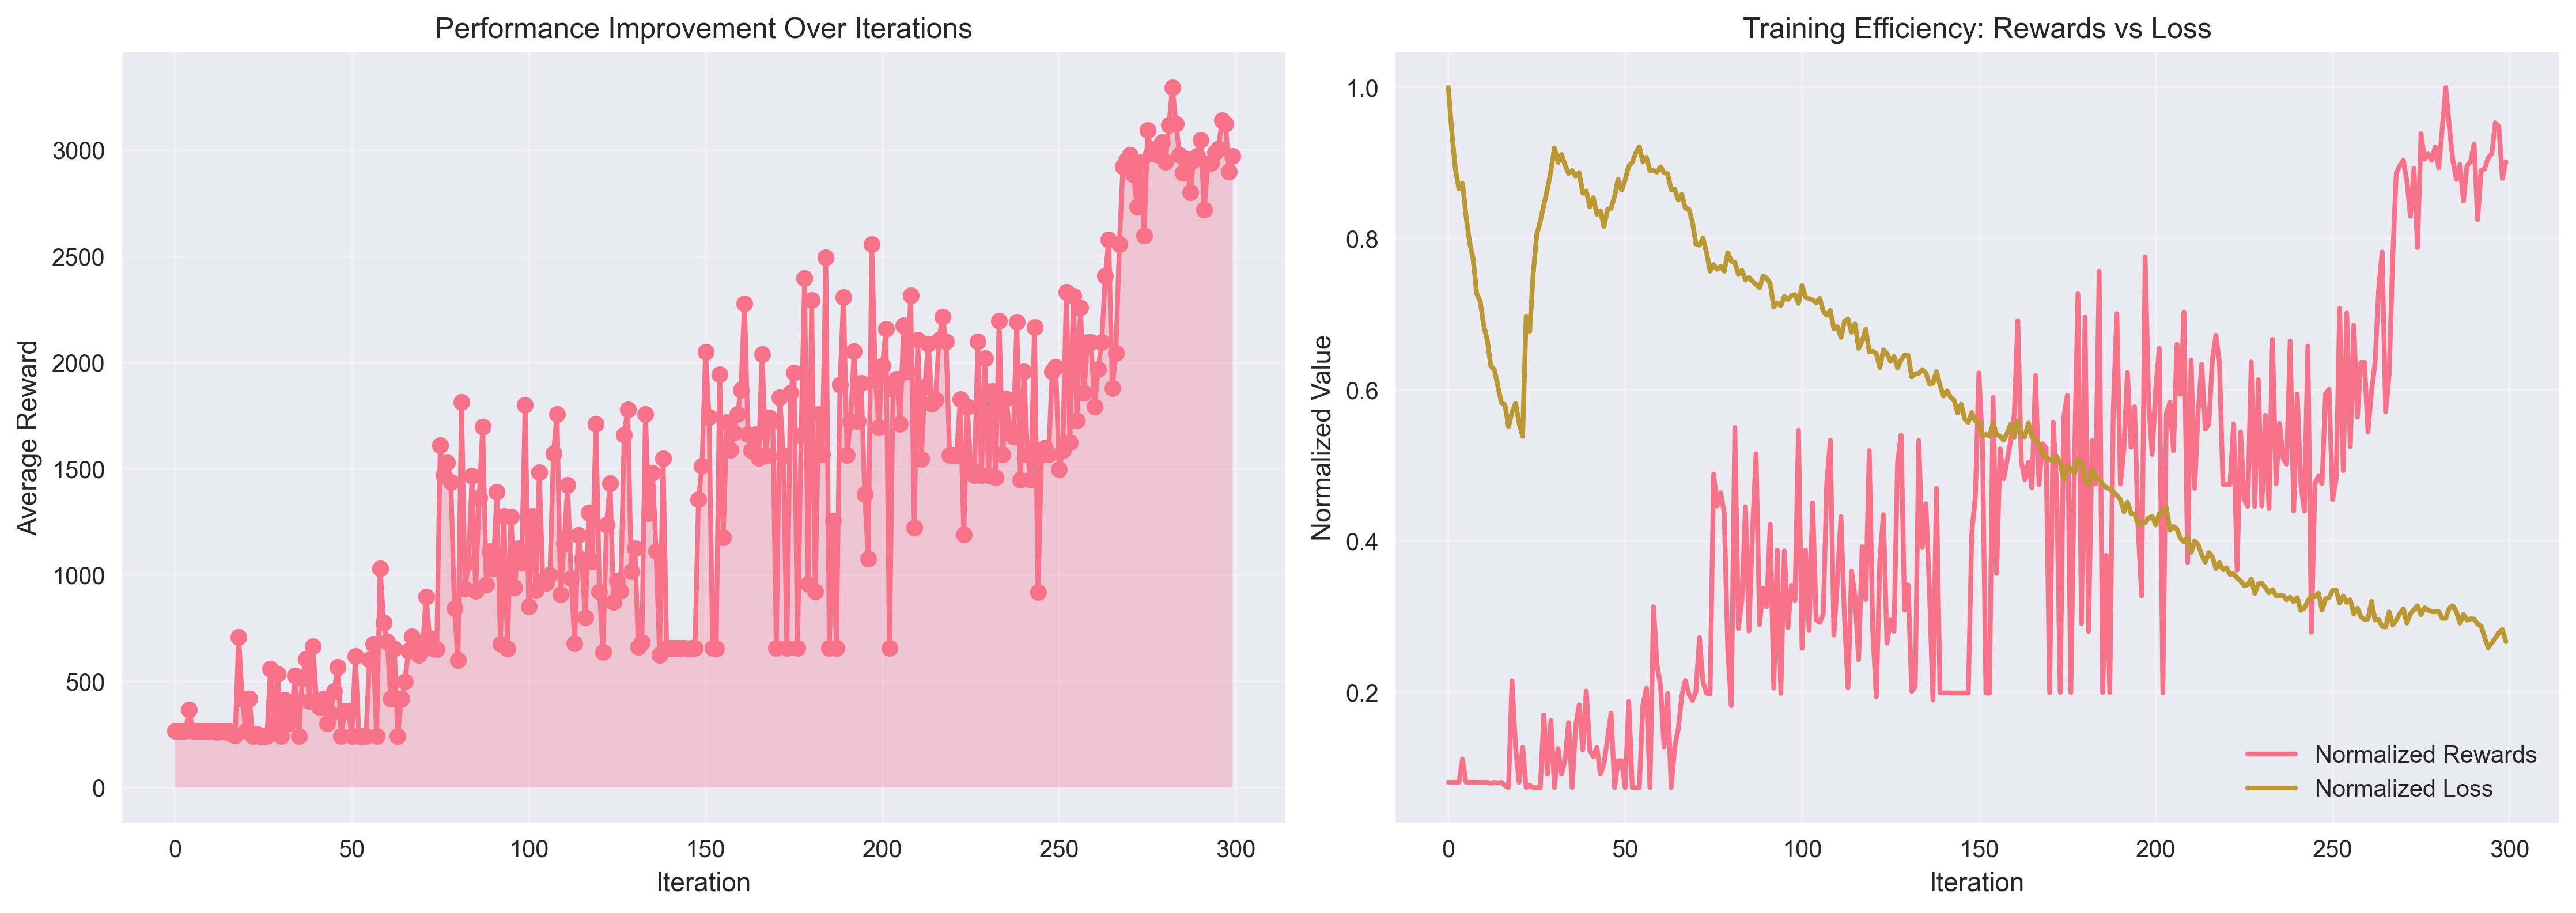 Performance Improvement Over Iterations
Average Reward
3000
2500
2000
1500
1000
500
0
0 50 100 150 200 250 300
Iteration
Training Efficiency: Rewards vs Loss
Normalized Value
1.0
0.8
0.6
0.4
0.2
Normalized Rewards
Normalized Loss
0 50 100 150 200 250 300
Iteration